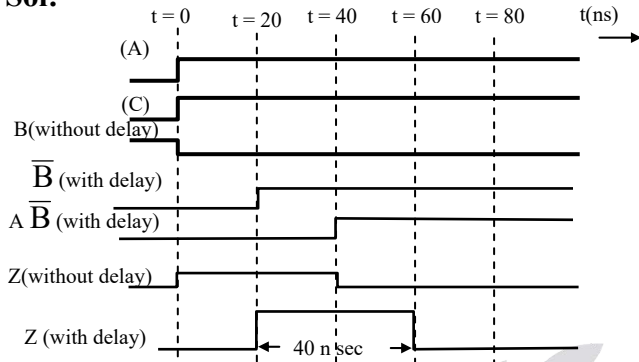 Sol:
t = 0 t = 20 t = 40 t = 60 t = 80 t(ns)
(A)
(C)
B(without delay)
B̅ (with delay)
A B̅ (with delay)
Z(without delay)
Z (with delay)
40 n sec